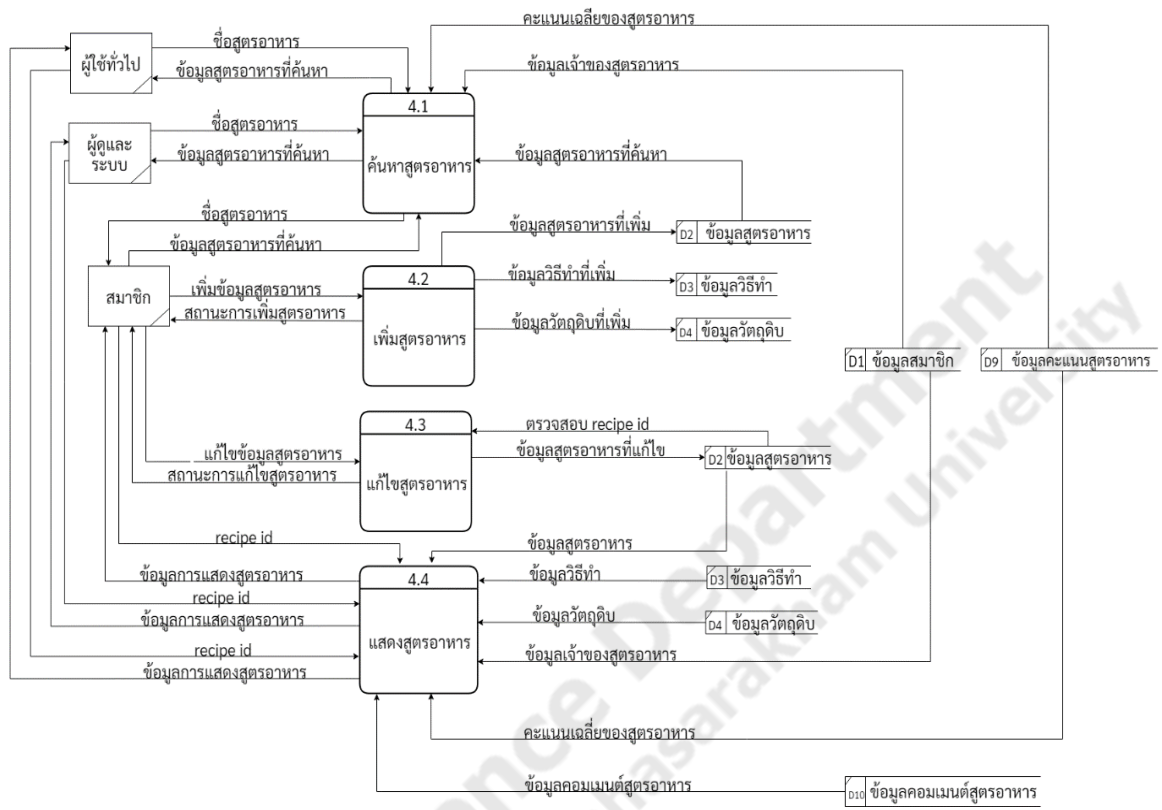 คะแนนเฉลี่ยของสูตรอาหาร
ชื่อสูตรอาหาร
ผู้ใช้ทั่วไป
ข้อมูลเจ้าของสูตรอาหาร
ข้อมูลสูตรอาหารที่ค้นหา
4.1
ค้นหาสูตรอาหาร
ชื่อสูตรอาหาร
ผู้ดูและ
ระบบ
ข้อมูลสูตรอาหารที่ค้นหา
ข้อมูลสูตรอาหารที่ค้นหา
ชื่อสูตรอาหาร
ข้อมูลสูตรอาหารที่ค้นหา
ข้อมูลสูตรอาหารที่เพิ่ม
D2 ข้อมูลสูตรอาหาร
สมาชิก
เพิ่มข้อมูลสูตรอาหาร
สถานะการเพิ่มสูตรอาหาร
4.2
เพิ่มสูตรอาหาร
ข้อมูลวิธีทำที่เพิ่ม
D3 ข้อมูลวิธีทำ
ข้อมูลวัตถุดิบที่เพิ่ม
D4 ข้อมูลวัตถุดิบ
D1 ข้อมูลสมาชิก
D9 ข้อมูลคะแนนสูตรอาหาร
4.3
แก้ไขสูตรอาหาร
ตรวจสอบ recipe id
แก้ไขข้อมูลสูตรอาหาร
ข้อมูลสูตรอาหารที่แก้ไข
D2 ข้อมูลสูตรอาหาร
สถานะการแก้ไขสูตรอาหาร
recipe id
ข้อมูลสูตรอาหาร
4.4
แสดงสูตรอาหาร
ข้อมูลการแสดงสูตรอาหาร
ข้อมูลวิธีทำ
D3 ข้อมูลวิธีทำ
recipe id
ข้อมูลการแสดงสูตรอาหาร
ข้อมูลวัตถุดิบ
D4 ข้อมูลวัตถุดิบ
recipe id
ข้อมูลการแสดงสูตรอาหาร
ข้อมูลเจ้าของสูตรอาหาร
คะแนนเฉลี่ยของสูตรอาหาร
ข้อมูลคอมเมนต์สูตรอาหาร
D10 ข้อมูลคอมเมนต์สูตรอาหาร
ence Department
hasarakham University